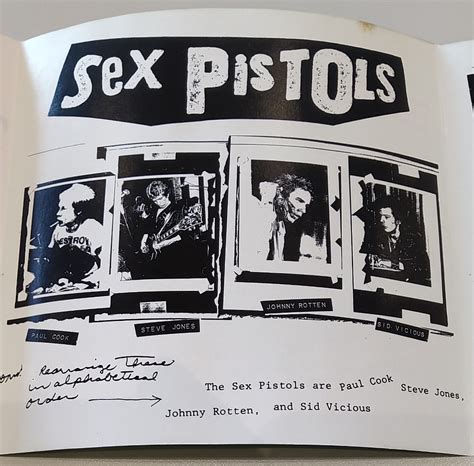 SEX PISTOLS
DESTROY
PAUL COOK
STEVE JONES
JOHNNY ROTTEN
SID VICIOUS
Rearrange These
in alphabetical
order
The Sex Pistols are Paul Cook Steve Jones,
Johnny Rotten, and Sid Vicious